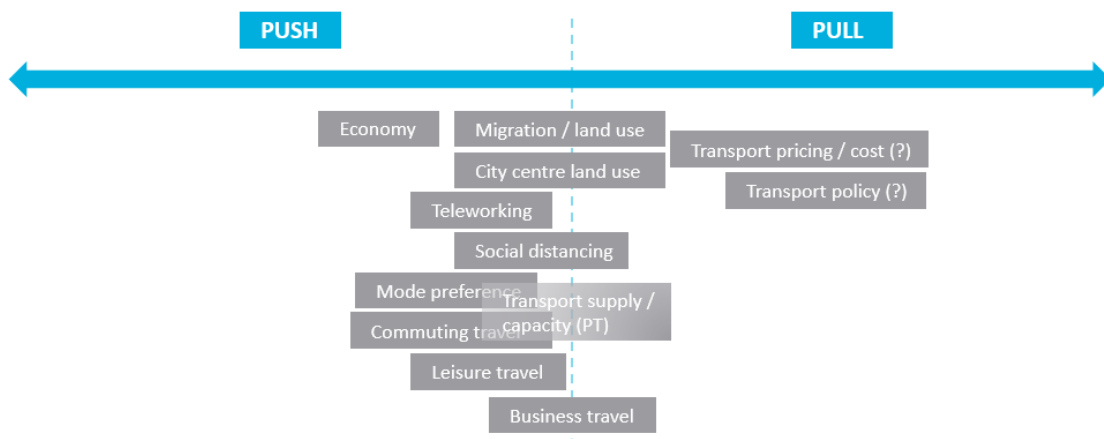 PUSH
PULL
Economy
Migration / land use
Transport pricing / cost (?)
City centre land use
Transport policy (?)
Teleworking
Social distancing
Mode preference
Transport supply /
capacity (PT)
Commuting travel
Leisure travel
Business travel